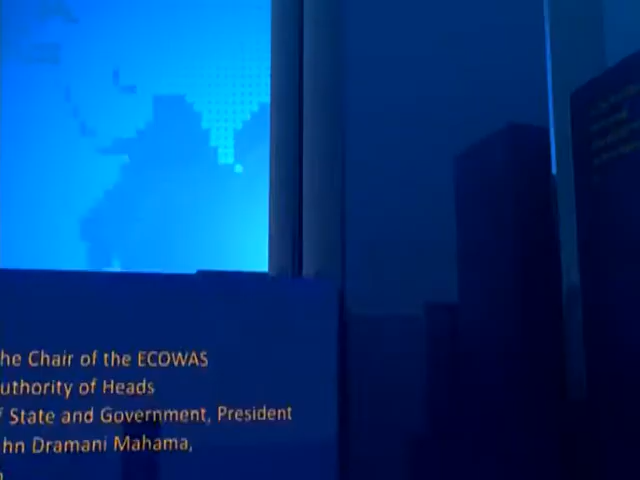 he Chair of the ECOWAS
uthority of Heads
f State and Government, President
hn Dramani Mahama,